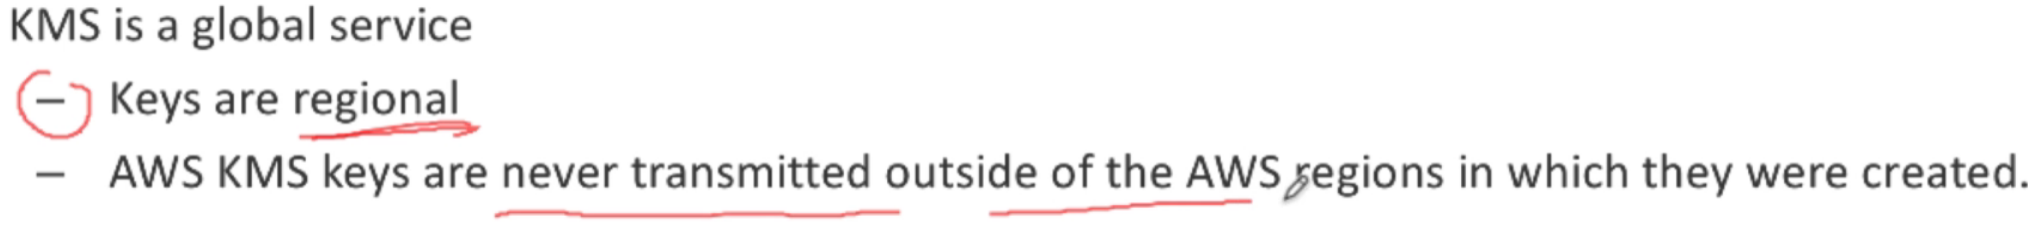 KMS is a global service
– Keys are regional
– AWS KMS keys are never transmitted outside of the AWS regions in which they were created.